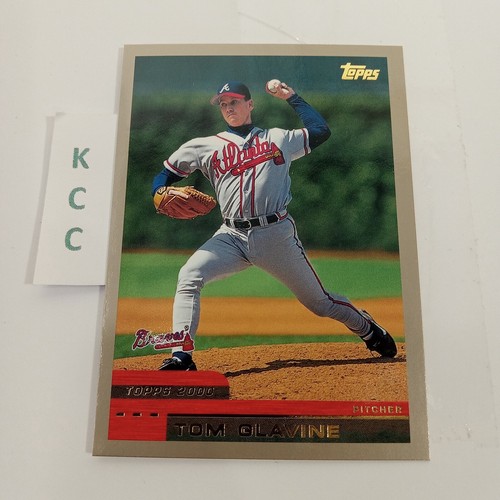 K
C
C
Topps
A
Atlanta
Braves
TOPPS 2000
PITCHER
TOM GLAVINE